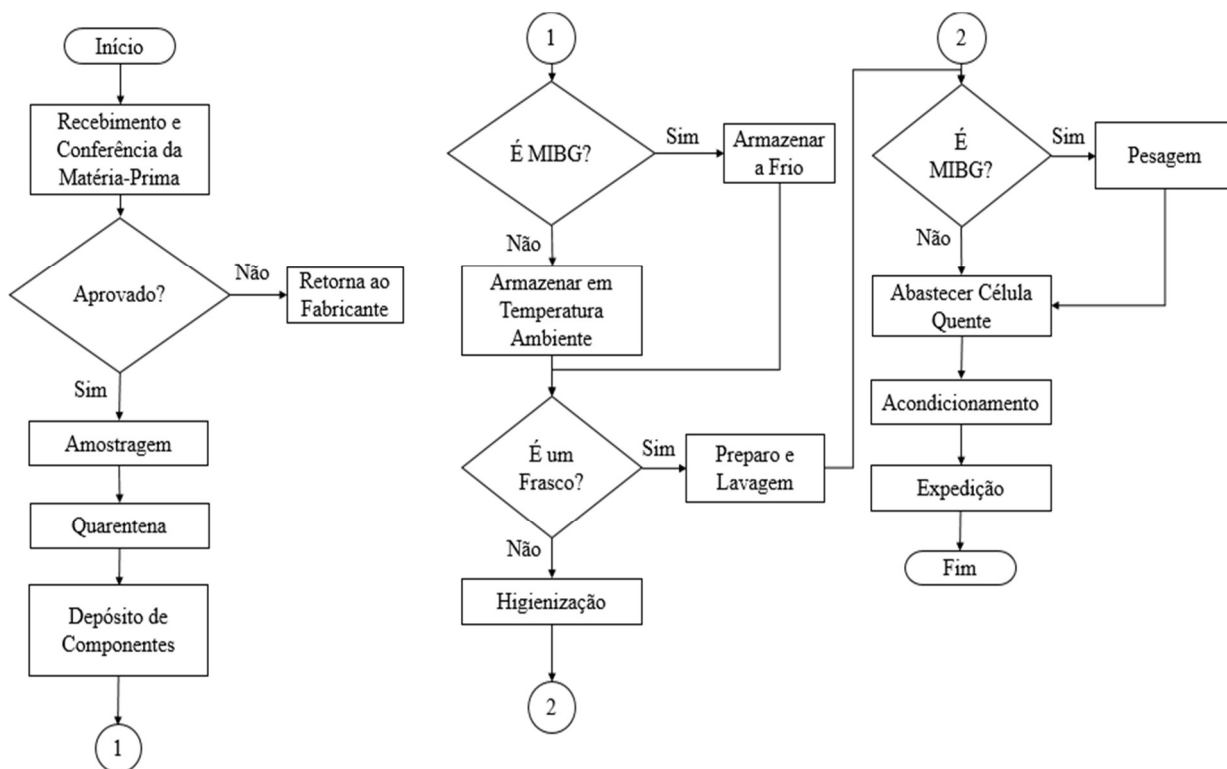 Início
Recebimento e
Conferência da
Matéria-Prima
Aprovado?
Não
Retorna ao
Fabricante
Sim
Amostragem
Quarentena
Depósito de
Componentes
1
1
É MIBG?
Sim
Armazenar
a Frio
Não
Armazenar em
Temperatura
Ambiente
É um
Frasco?
Sim
Preparo e
Lavagem
Não
Higienização
2
2
É
MIBG?
Sim
Pesagem
Não
Abastecer Célula
Quente
Acondicionamento
Expedição
Fim